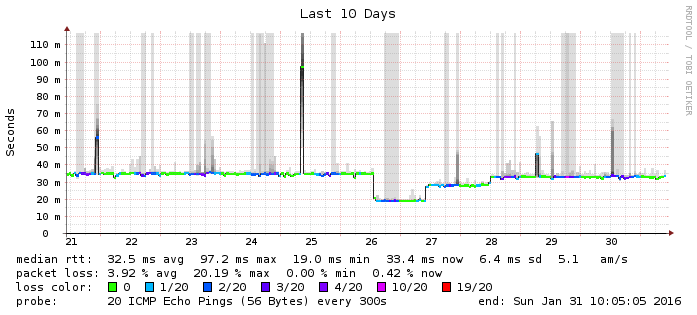 Last 10 Days
RRDTOOL / TOBI OETIKER
Seconds
110 m
100 m
90 m
80 m
70 m
60 m
50 m
40 m
30 m
20 m
10 m
0
21 22 23 24 25 26 27 28 29 30
median rtt: 32.5 ms avg 97.2 ms max 19.0 ms min 33.4 ms now 6.4 ms sd 5.1 am/s
packet loss: 3.92 % avg 20.19 % max 0.00 % min 0.42 % now
loss color: 0 1/20 2/20 3/20 4/20 10/20 19/20
probe: 20 ICMP Echo Pings (56 Bytes) every 300s end: Sun Jan 31 10:05:05 2016